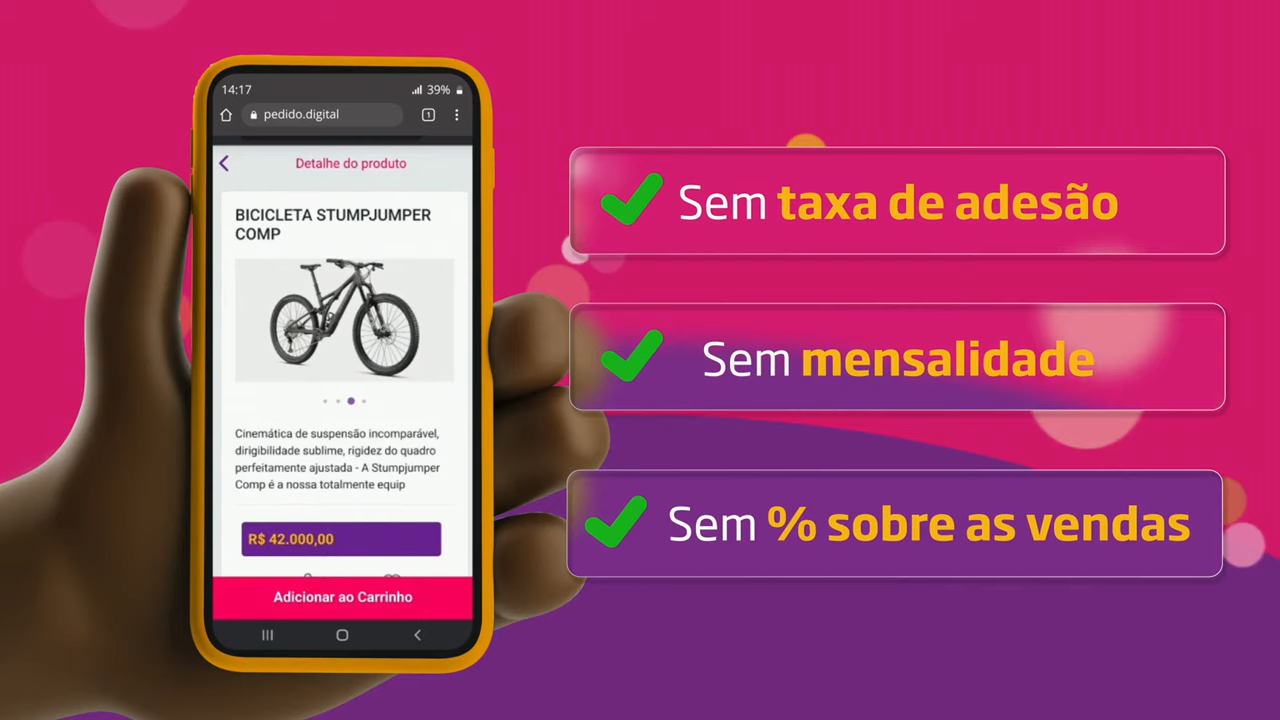 14:17
39%
pedido.digital
1
Detalhe do produto
BICICLETA STUMPJUMPER
COMP
Cinemática de suspensão incomparável,
dirigibilidade sublime, rigidez do quadro
perfeitamente ajustada - A Stumpjumper
Comp é a nossa totalmente equip
R$ 42.000,00
Adicionar ao Carrinho
Sem taxa de adesão
Sem mensalidade
Sem % sobre as vendas